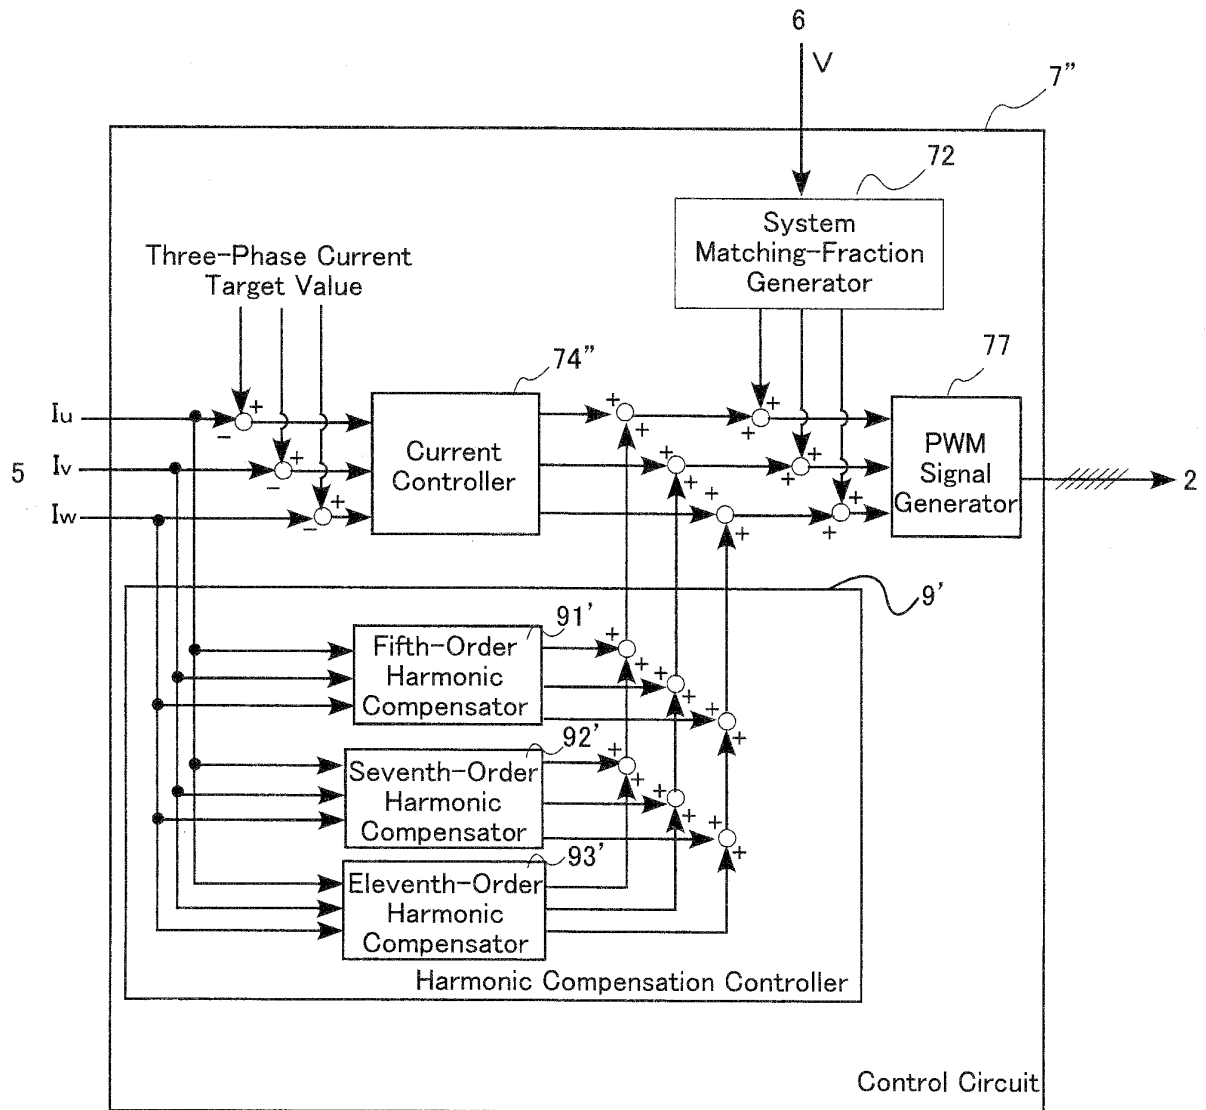 6
V
7”
72
System
Matching-Fraction
Generator
Three-Phase Current
Target Value
74”
77
Iu
Iv
Iw
5
+
−
+
−
+
−
Current
Controller
+
+
+
+
+
+
+
+
+
+
+
+
PWM
Signal
Generator
2
9’
91’
Fifth-Order
Harmonic
Compensator
+
+
+
+
+
+
92’
Seventh-Order
Harmonic
Compensator
+
+
+
+
+
+
93’
Eleventh-Order
Harmonic
Compensator
Harmonic Compensation Controller
Control Circuit